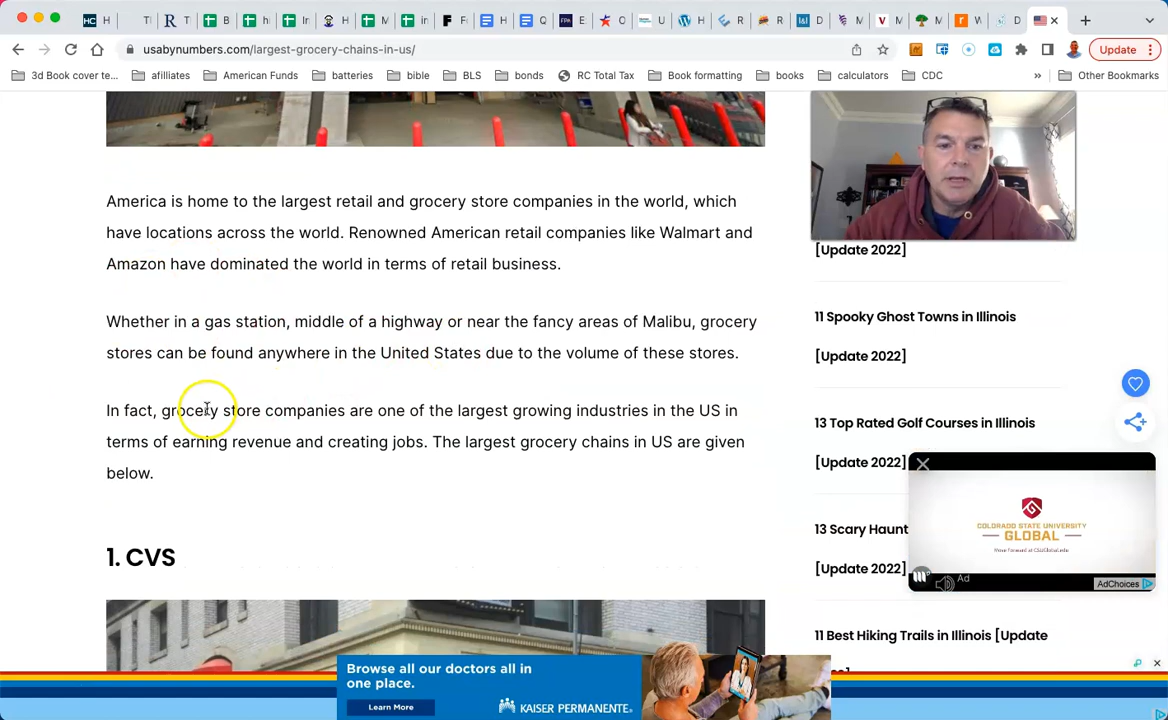 H
Tl
R T
B
h
In
H
M
in
F F
H
Q
E:
O
U
H
R
R
D
M
M
M
W
D
usabynumbers.com/largest-grocery-chains-in-us/
Update
3d Book cover te...
afilliates
American Funds
batteries
bible
BLS
bonds
RC Total Tax
Book formatting
books
calculators
CDC
»
Other Bookmarks
America is home to the largest retail and grocery store companies in the world, which
have locations across the world. Renowned American retail companies like Walmart and
Amazon have dominated the world in terms of retail business.
Whether in a gas station, middle of a highway or near the fancy areas of Malibu, grocery
stores can be found anywhere in the United States due to the volume of these stores.
In fact, grocery store companies are one of the largest growing industries in the US in
terms of earning revenue and creating jobs. The largest grocery chains in US are given
below.
1. CVS
[Update 2022]
11 Spooky Ghost Towns in Illinois
[Update 2022]
13 Top Rated Golf Courses in Illinois
[Update 2022]
13 Scary Haunt
[Update 2022]
11 Best Hiking Trails in Illinois [Update
COLORADO STATE UNIVERSITY
GLOBAL
Move Forward at CSUGlobal.edu
Ad
AdChoices
Browse all our doctors all in
one place.
Learn More
KAISER PERMANENTE®